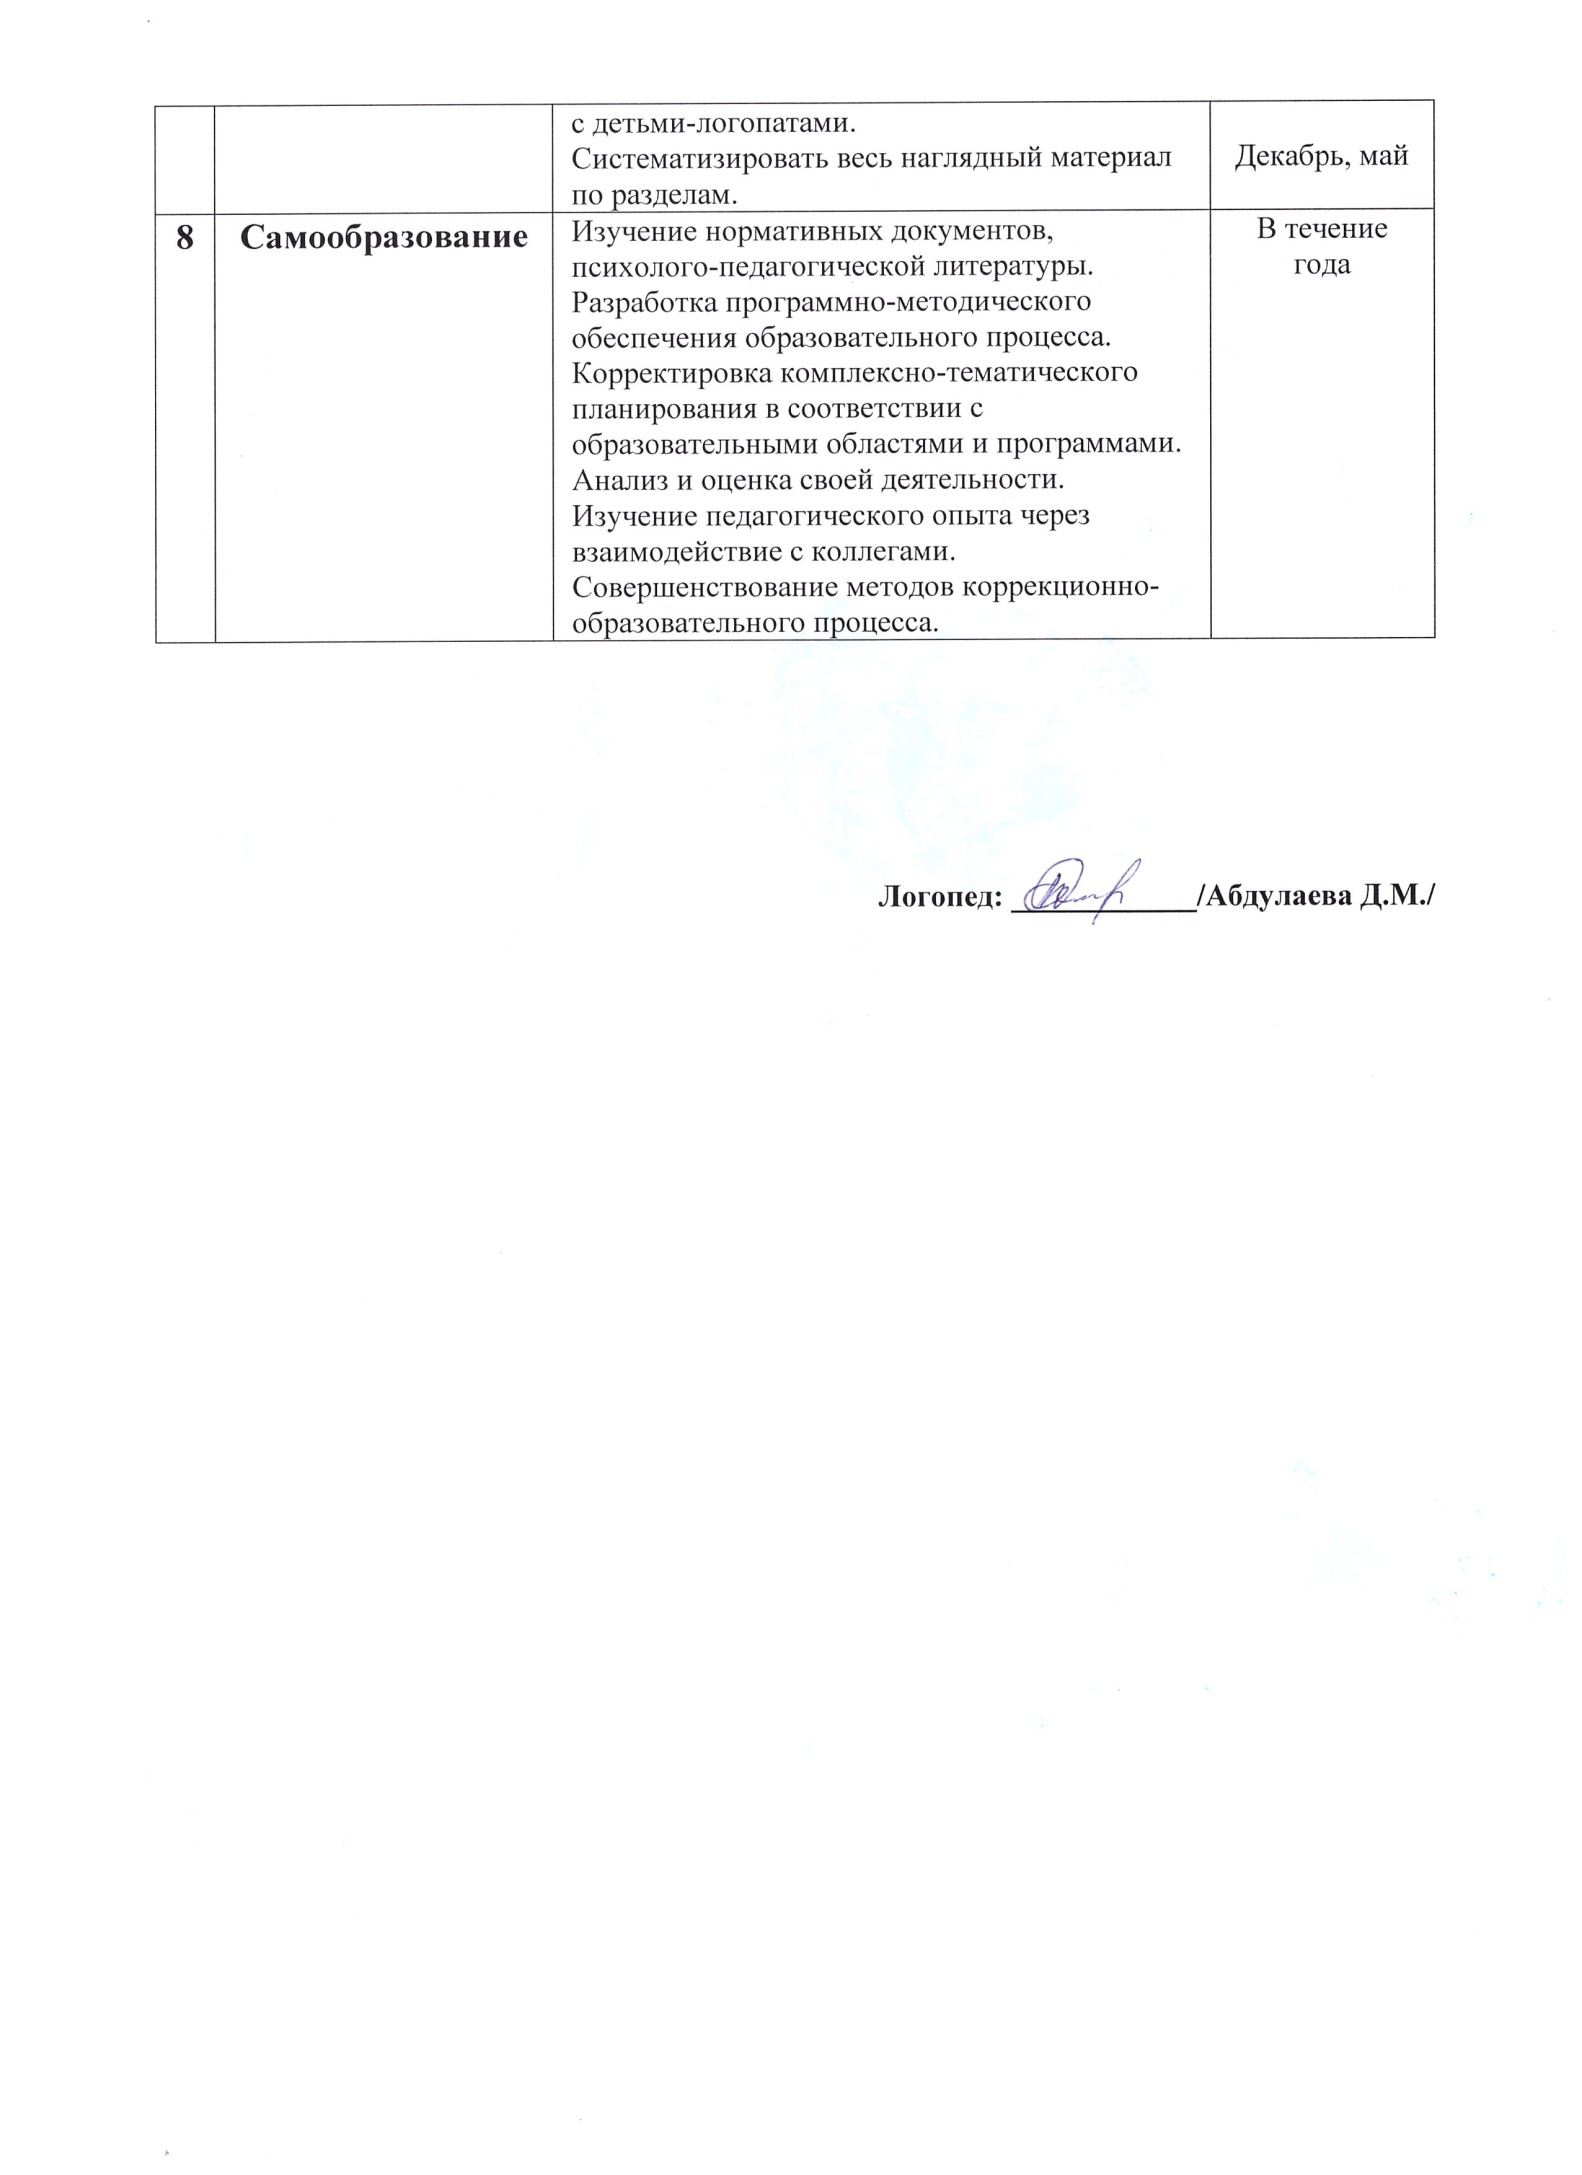 с детьми-логопатами.
Систематизировать весь наглядный материал
по разделам.
Декабрь, май
8
Самообразование
Изучение нормативных документов,
психолого-педагогической литературы.
Разработка программно-методического
обеспечения образовательного процесса.
Корректировка комплексно-тематического
планирования в соответствии с
образовательными областями и программами.
Анализ и оценка своей деятельности.
Изучение педагогического опыта через
взаимодействие с коллегами.
Совершенствование методов коррекционно-
образовательного процесса.
В течение
года
Логопед: ____________/Абдулаева Д.М./